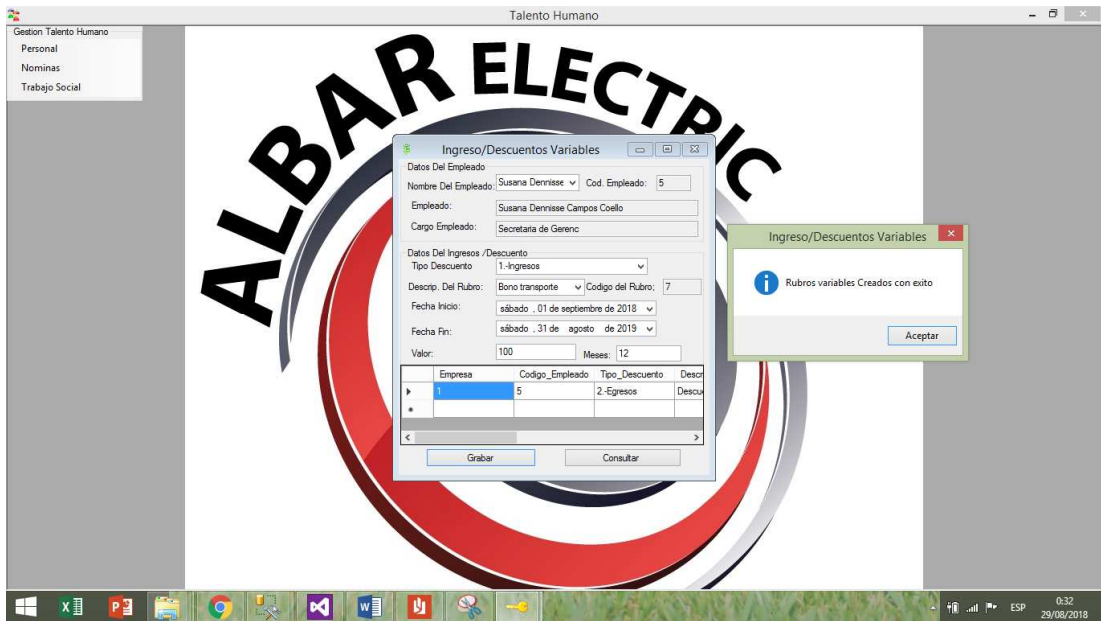 Talento Humano
Gestion Talento Humano
Personal
Nominas
Trabajo Social
ALBAR ELECTRIC
Ingreso/Descuentos Variables
Datos Del Empleado
Nombre Del Empleado: Susana Dennisse Cod. Empleado: 5
Empleado: Susana Dennisse Campos Coello
Cargo Empleado: Secretaria de Gerenc
Datos Del Ingresos /Descuento
Tipo Descuento 1.-Ingresos
Descrip. Del Rubro: Bono transporte Codigo del Rubro: 7
Fecha Inicio: sábado , 01 de septiembre de 2018
Fecha Fin: sábado , 31 de agosto de 2019
Valor: 100 Meses: 12
Empresa Codigo_Empleado Tipo_Descuento Descr
1 5 2.-Egresos Descu
Grabar Consultar
Ingreso/Descuentos Variables
Rubros variables Creados con exito
Aceptar
ESP 0:32
29/08/2018